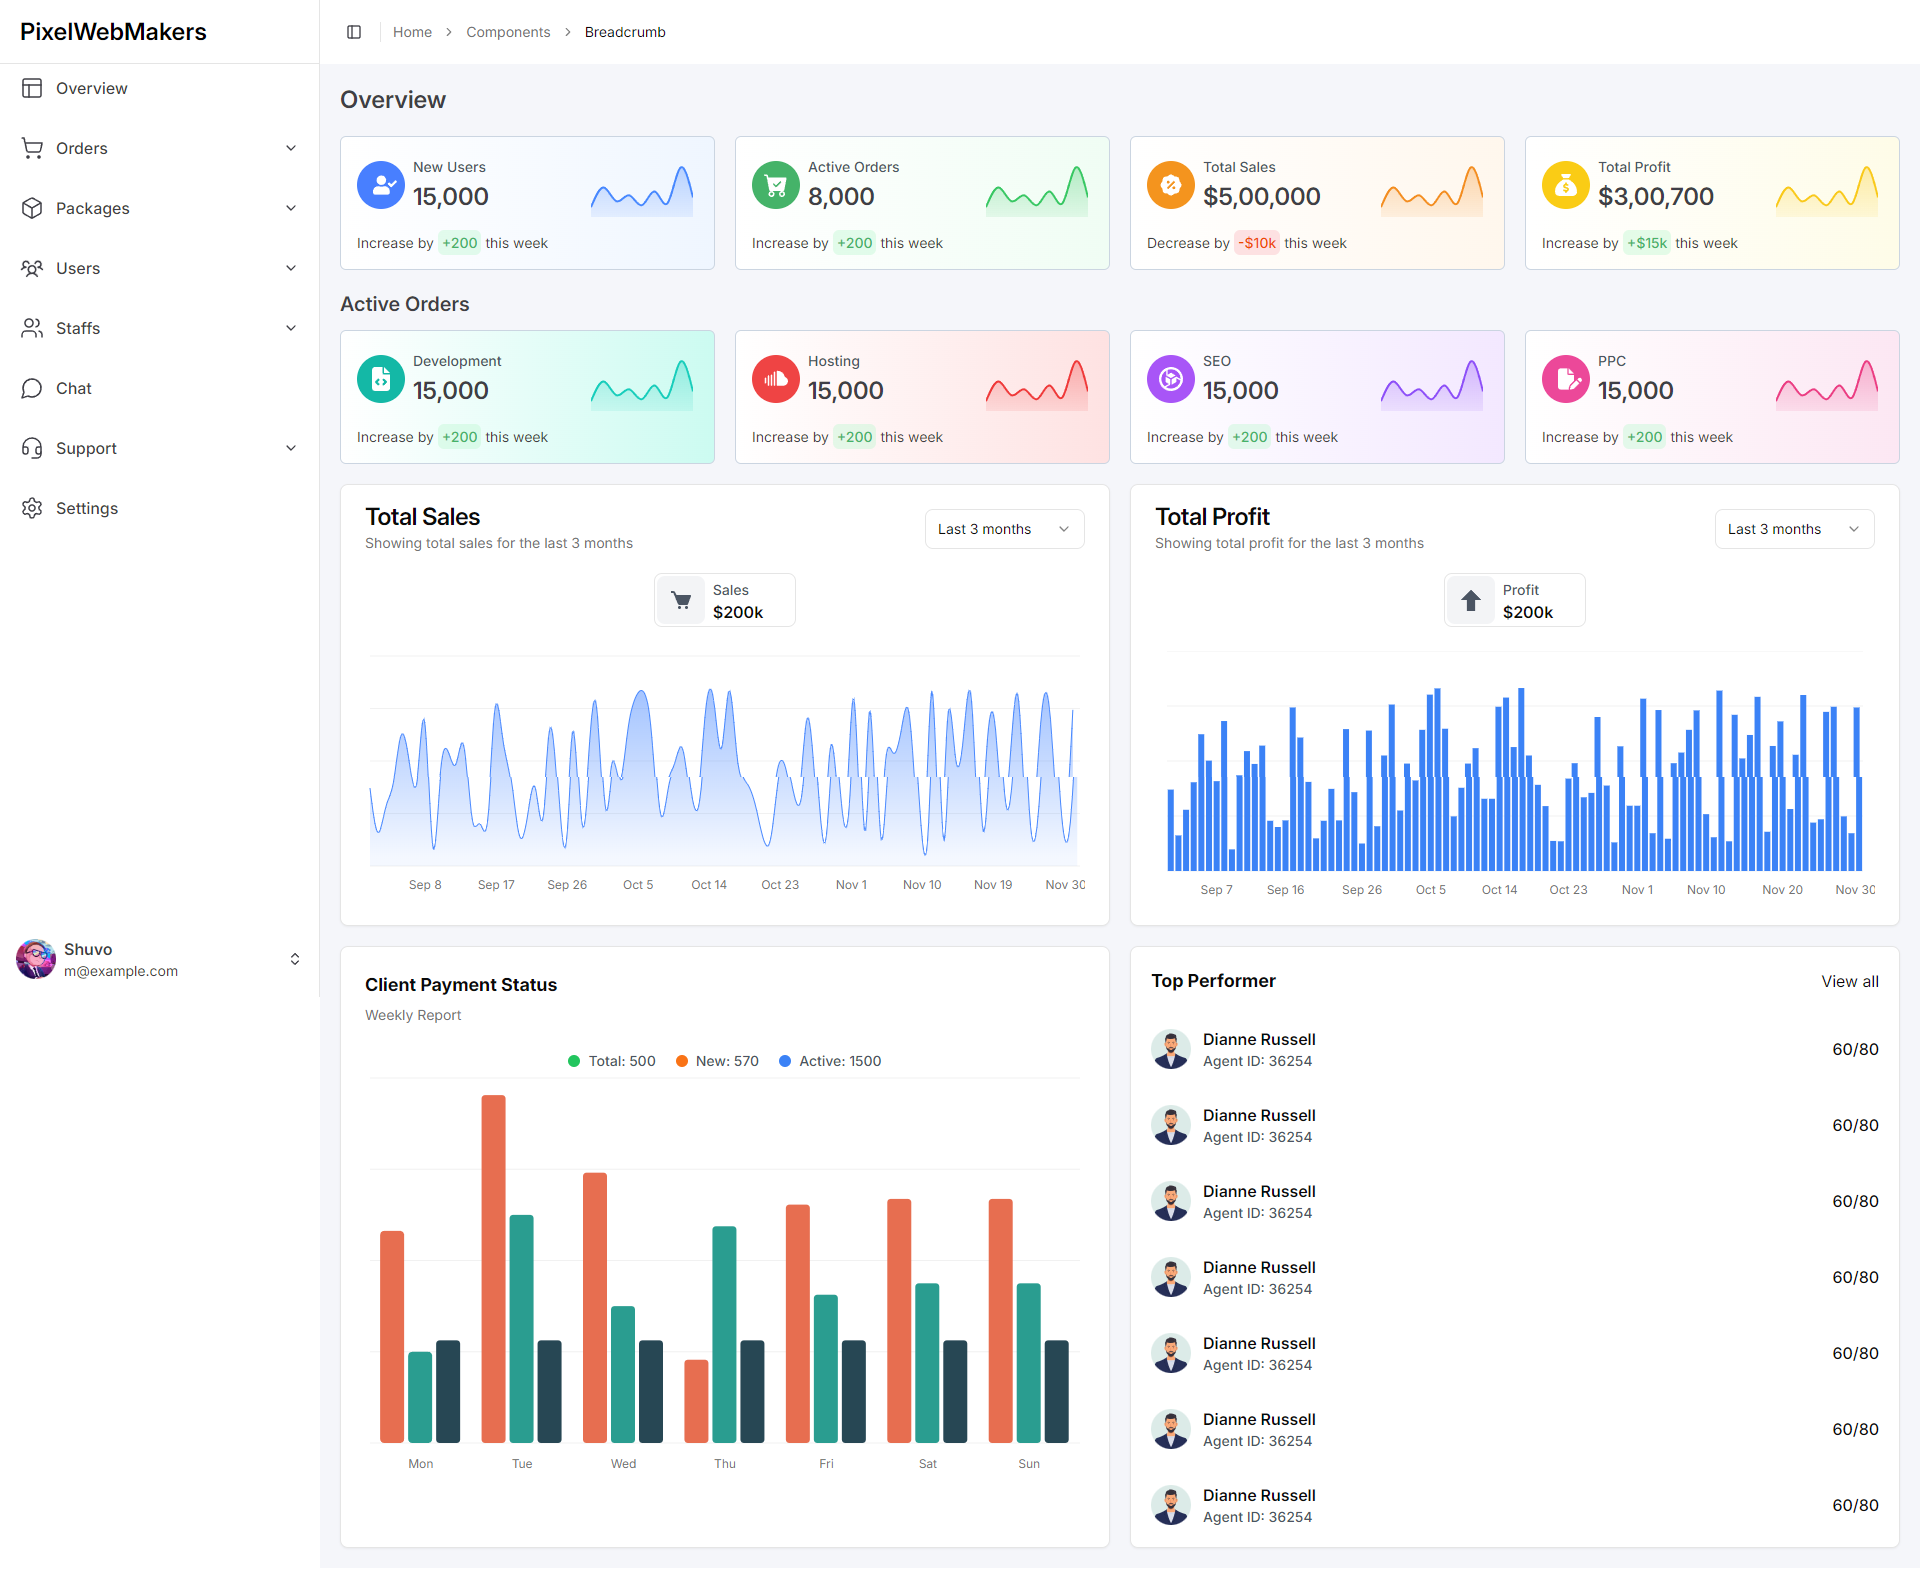 PixelWebMakers
Home > Components > Breadcrumb
Overview
Orders
Packages
Users
Staffs
Chat
Support
Settings
Shuvo
m@example.com
Overview
New Users
15,000
Increase by +200 this week
Active Orders
8,000
Increase by +200 this week
Total Sales
$5,00,000
Decrease by -$10k this week
Total Profit
$3,00,700
Increase by +$15k this week
Active Orders
Development
15,000
Increase by +200 this week
Hosting
15,000
Increase by +200 this week
SEO
15,000
Increase by +200 this week
PPC
15,000
Increase by +200 this week
Total Sales
Showing total sales for the last 3 months
Last 3 months
Sales
$200k
Sep 8 Sep 17 Sep 26 Oct 5 Oct 14 Oct 23 Nov 1 Nov 10 Nov 19 Nov 30
Total Profit
Showing total profit for the last 3 months
Last 3 months
Profit
$200k
Sep 7 Sep 16 Sep 26 Oct 5 Oct 14 Oct 23 Nov 1 Nov 10 Nov 20 Nov 30
Client Payment Status
Weekly Report
Total: 500 New: 570 Active: 1500
Mon Tue Wed Thu Fri Sat Sun
Top Performer
View all
Dianne Russell
Agent ID: 36254
60/80
Dianne Russell
Agent ID: 36254
60/80
Dianne Russell
Agent ID: 36254
60/80
Dianne Russell
Agent ID: 36254
60/80
Dianne Russell
Agent ID: 36254
60/80
Dianne Russell
Agent ID: 36254
60/80
Dianne Russell
Agent ID: 36254
60/80